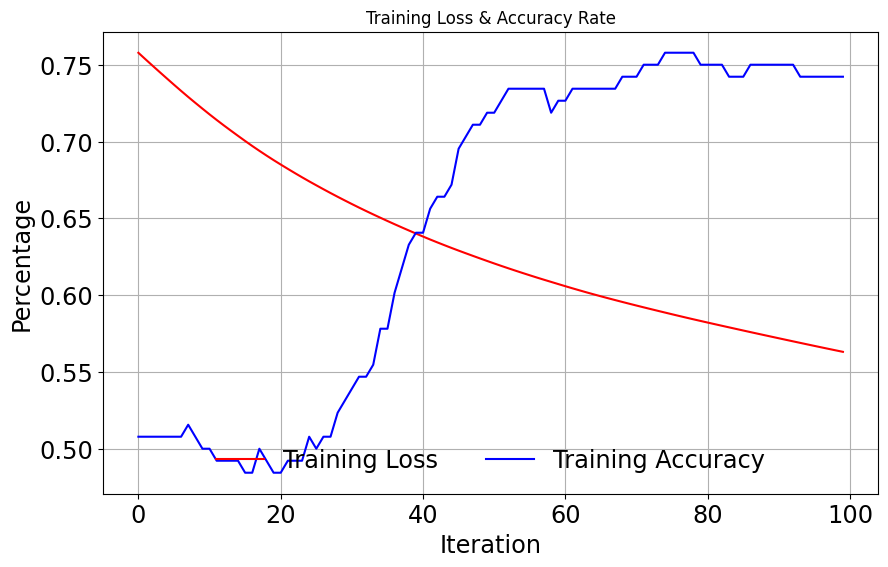 Training Loss & Accuracy Rate
Percentage
0.75
0.70
0.65
0.60
0.55
0.50
Training Loss
Training Accuracy
0 20 40 60 80 100
Iteration